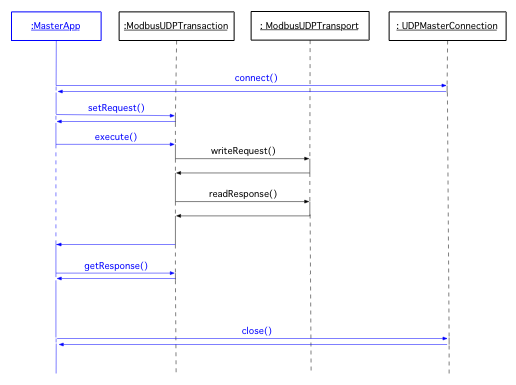 :MasterApp
:ModbusUDPTransaction
: ModbusUDPTransport
: UDPMasterConnection
connect()
setRequest()
execute()
writeRequest()
readResponse()
getResponse()
close()